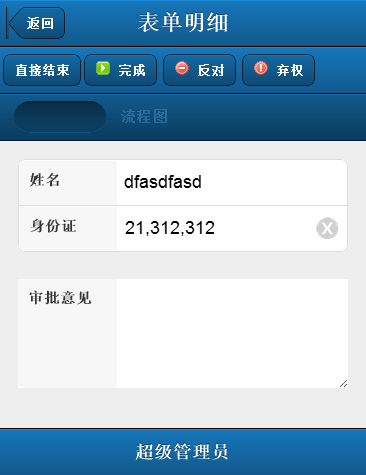 返回 表单明细
直接结束 完成 反对 弃权
流程图
姓名 dfasdfasd
身份证 21,312,312
审批意见
超级管理员